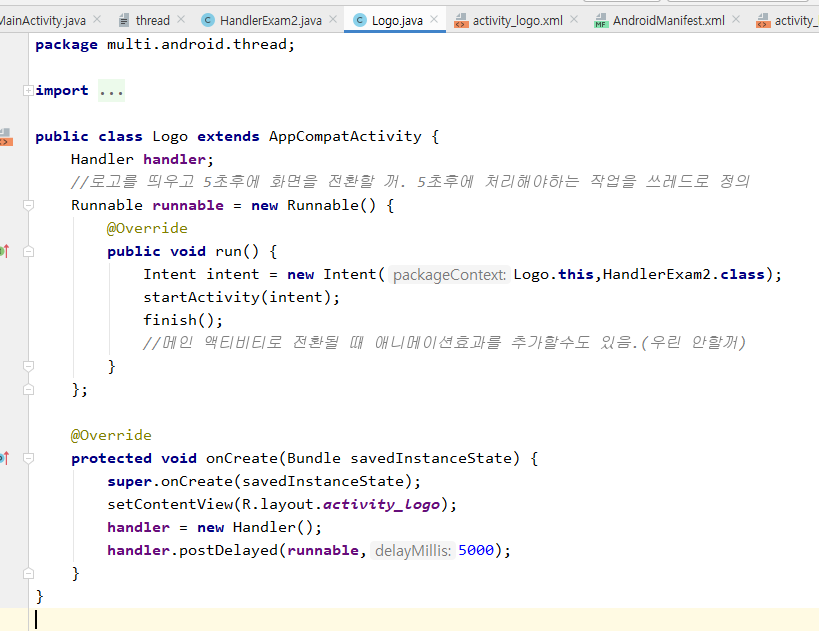 MainActivity.java × thread × HandlerExam2.java × Logo.java × activity_logo.xml × AndroidManifest.xml × activity_
package multi.android.thread;
import ...
public class Logo extends AppCompatActivity {
Handler handler;
//로고를 띄우고 5초후에 화면을 전환할 꺼. 5초후에 처리해야하는 작업을 쓰레드로 정의
Runnable runnable = new Runnable() {
@Override
public void run() {
Intent intent = new Intent( packageContext: Logo.this,HandlerExam2.class);
startActivity(intent);
finish();
//메인 액티비티로 전환될 때 애니메이션효과를 추가할수도 있음.(우린 안할꺼)
}
};
@Override
protected void onCreate(Bundle savedInstanceState) {
super.onCreate(savedInstanceState);
setContentView(R.layout.activity_logo);
handler = new Handler();
handler.postDelayed(runnable, delayMillis: 5000);
}
}